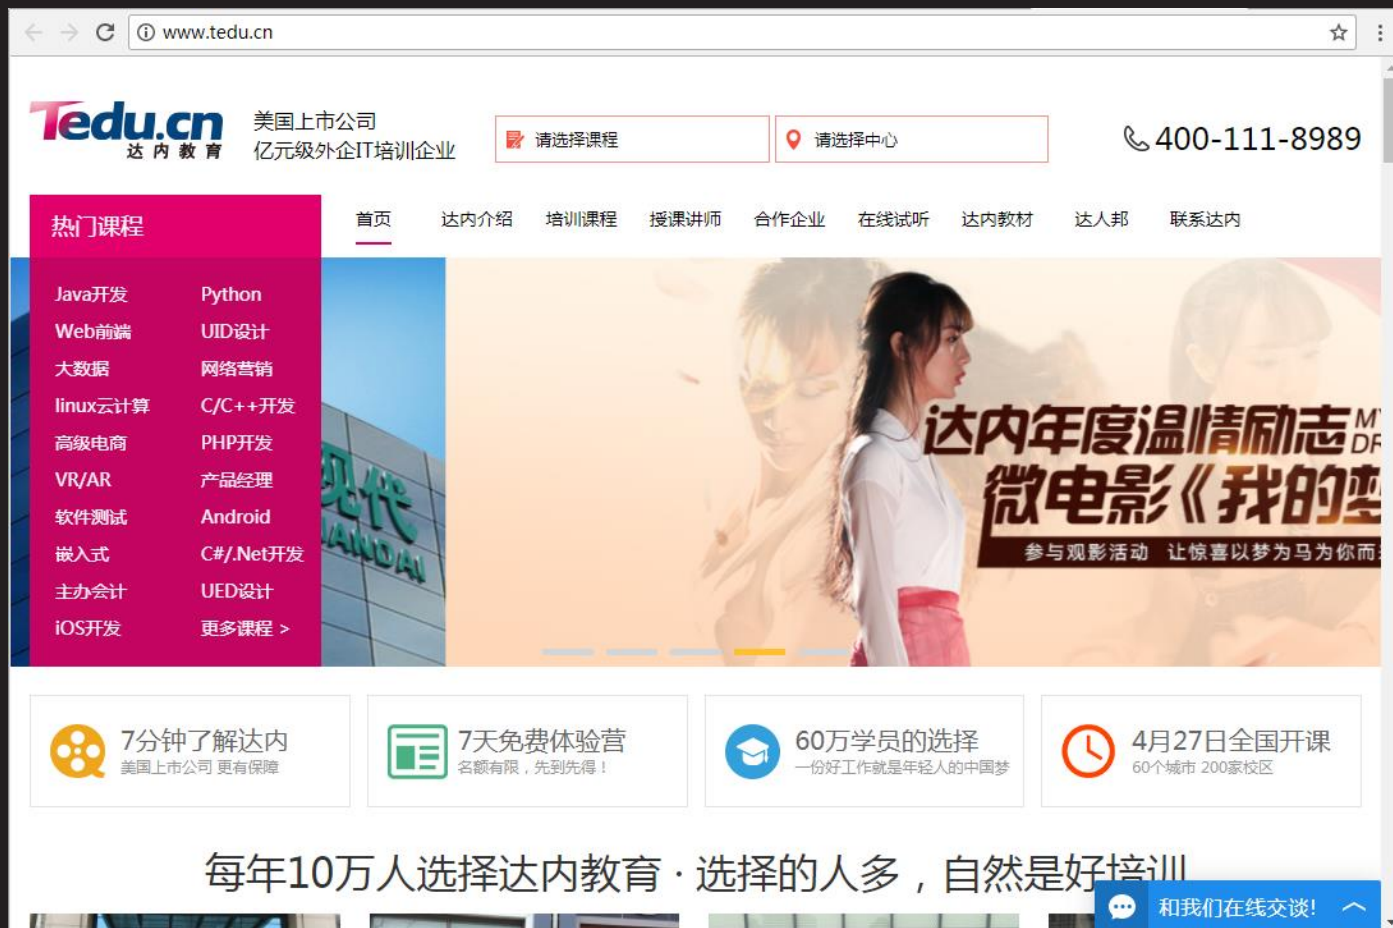 www.tedu.cn
Tedu.cn
达内教育
美国上市公司
亿元级外企IT培训企业
请选择课程
请选择中心
400-111-8989
热门课程
首页 达内介绍 培训课程 授课讲师 合作企业 在线试听 达内教材 达人邦 联系达内
Java开发 Python
Web前端 UID设计
大数据 网络营销
linux云计算 C/C++开发
高级电商 PHP开发
VR/AR 产品经理
软件测试 Android
嵌入式 C#/.Net开发
主办会计 UED设计
iOS开发 更多课程 >
现代
IANDAI
达内年度温情励志 MY
DR
微电影《我的梦
参与观影活动 让惊喜以梦为马为你而
7分钟了解达内
美国上市公司 更有保障
7天免费体验营
名额有限，先到先得！
60万学员的选择
一份好工作就是年轻人的中国梦
4月27日全国开课
60个城市 200家校区
每年10万人选择达内教育 · 选择的人多，自然是好培训
和我们在线交谈!